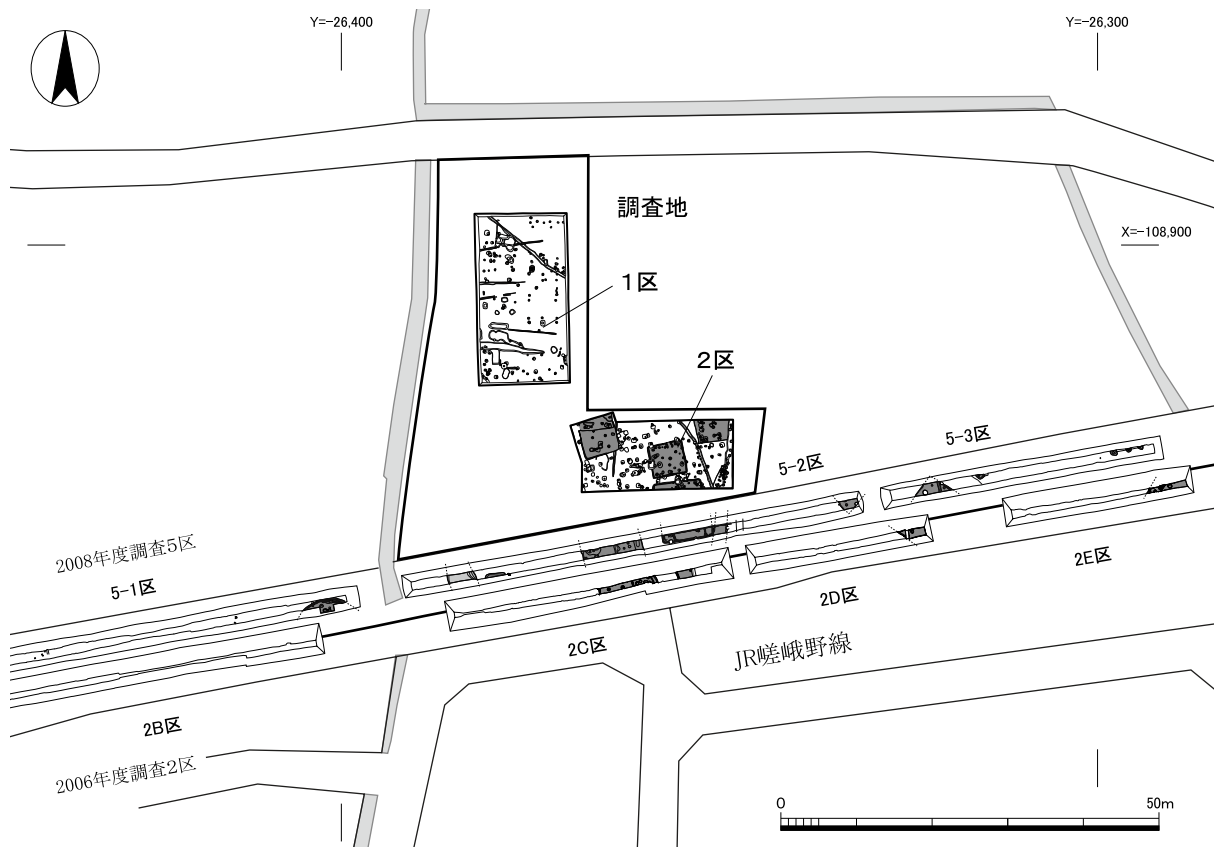 Y=-26,400
Y=-26,300
調査地
X=-108,900
1区
2区
5-3区
5-2区
2008年度調査5区
5-1区
2E区
2D区
2C区
JR嵯峨野線
2B区
2006年度調査2区
0
50m